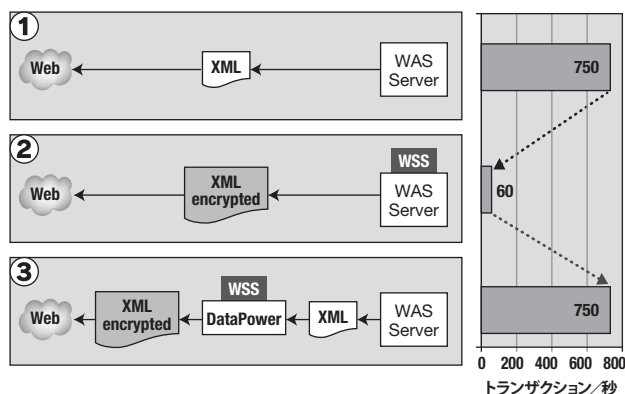 ①
Web
XML
WAS
Server
750
②
WSS
Web
XML
encrypted
WAS
Server
60
③
WSS
Web
XML
encrypted
DataPower
XML
WAS
Server
750
0 200 400 600 800
トランザクション／秒